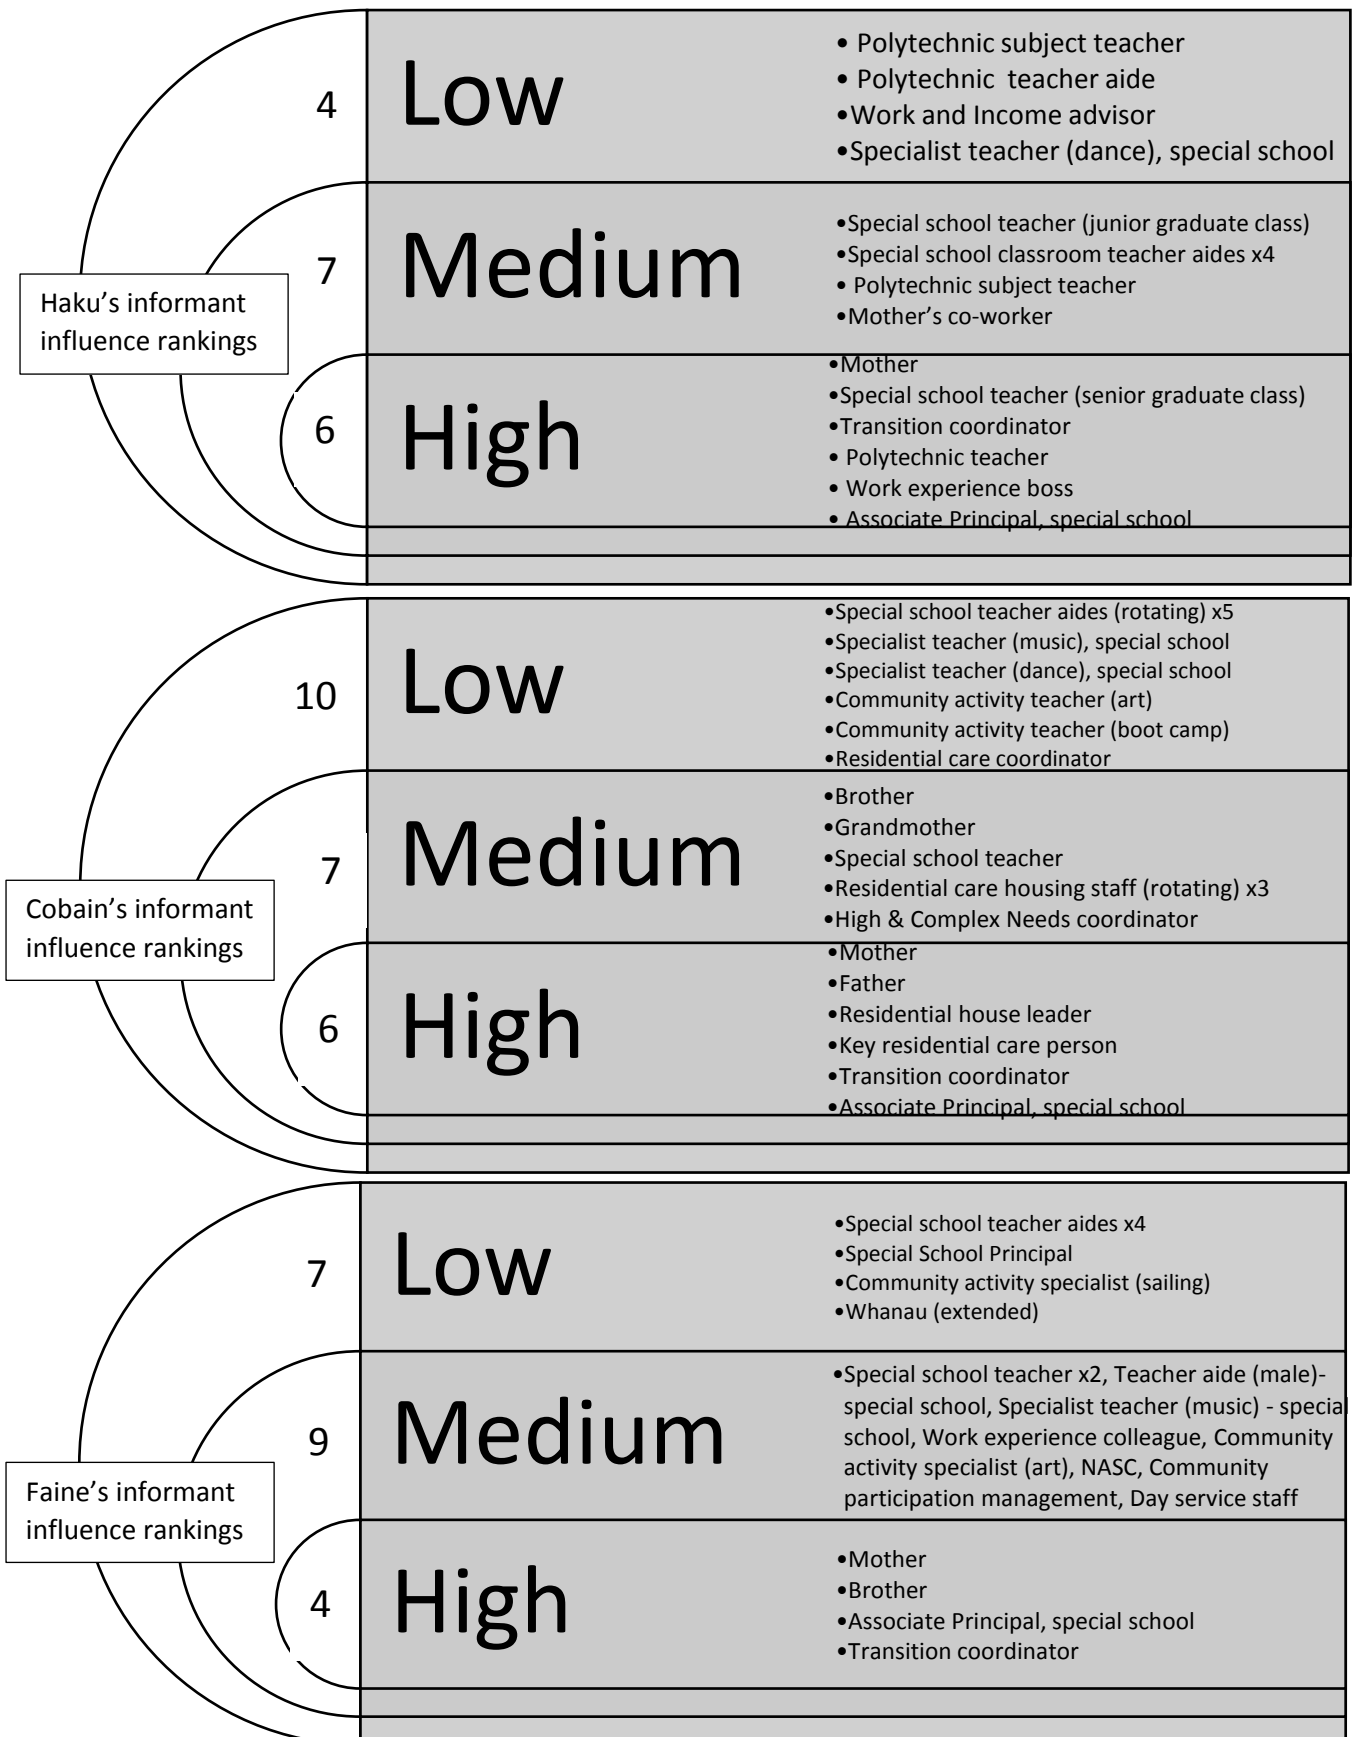 4
Low
• Polytechnic subject teacher
• Polytechnic teacher aide
•Work and Income advisor
•Specialist teacher (dance), special school
7
Medium
•Special school teacher (junior graduate class)
•Special school classroom teacher aides x4
• Polytechnic subject teacher
•Mother's co-worker
Haku's informant
influence rankings
6
High
•Mother
•Special school teacher (senior graduate class)
•Transition coordinator
• Polytechnic teacher
• Work experience boss
• Associate Principal, special school
10
Low
•Special school teacher aides (rotating) x5
•Specialist teacher (music), special school
•Specialist teacher (dance), special school
•Community activity teacher (art)
•Community activity teacher (boot camp)
•Residential care coordinator
7
Medium
•Brother
•Grandmother
•Special school teacher
•Residential care housing staff (rotating) x3
•High & Complex Needs coordinator
Cobain's informant
influence rankings
6
High
•Mother
•Father
•Residential house leader
•Key residential care person
•Transition coordinator
•Associate Principal, special school
7
Low
•Special school teacher aides x4
•Special School Principal
•Community activity specialist (sailing)
•Whanau (extended)
9
Medium
•Special school teacher x2, Teacher aide (male)-
special school, Specialist teacher (music) - special
school, Work experience colleague, Community
activity specialist (art), NASC, Community
participation management, Day service staff
Faine's informant
influence rankings
4
High
•Mother
•Brother
•Associate Principal, special school
•Transition coordinator